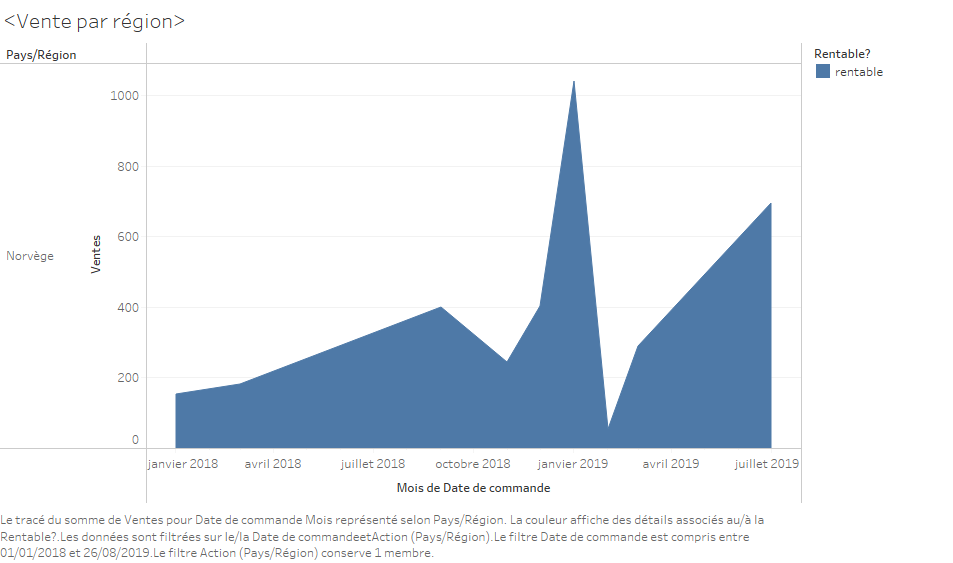 <Vente par région>
Pays/Région
Rentable?
rentable
1000
800
600
400
200
0
Ventes
Norvège
janvier 2018
avril 2018
juillet 2018
octobre 2018
janvier 2019
avril 2019
juillet 2019
Mois de Date de commande
Le tracé du somme de Ventes pour Date de commande Mois représenté selon Pays/Région. La couleur affiche des détails associés au/à la
Rentable?.Les données sont filtrées sur le/la Date de commandeetAction (Pays/Région).Le filtre Date de commande est compris entre
01/01/2018 et 26/08/2019.Le filtre Action (Pays/Région) conserve 1 membre.